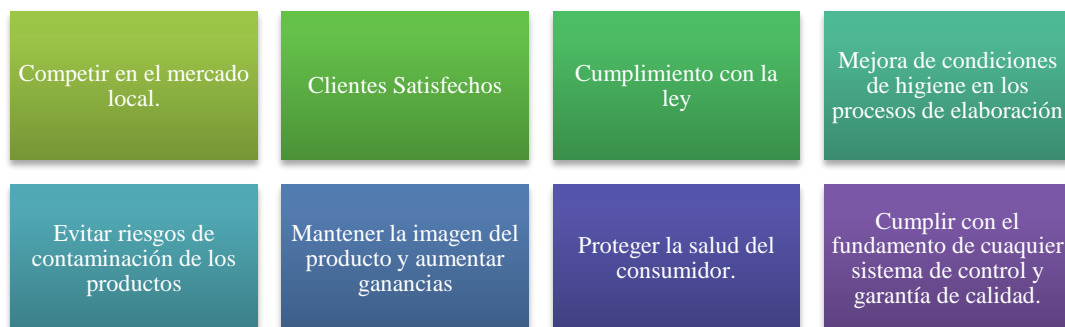 Competir en el mercado
local.
Clientes Satisfechos
Cumplimiento con la
ley
Mejora de condiciones
de higiene en los
procesos de elaboración
Evitar riesgos de
contaminación de los
productos
Mantener la imagen del
producto y aumentar
ganancias
Proteger la salud del
consumidor.
Cumplir con el
fundamento de cuaquier
sistema de control y
garantía de calidad.